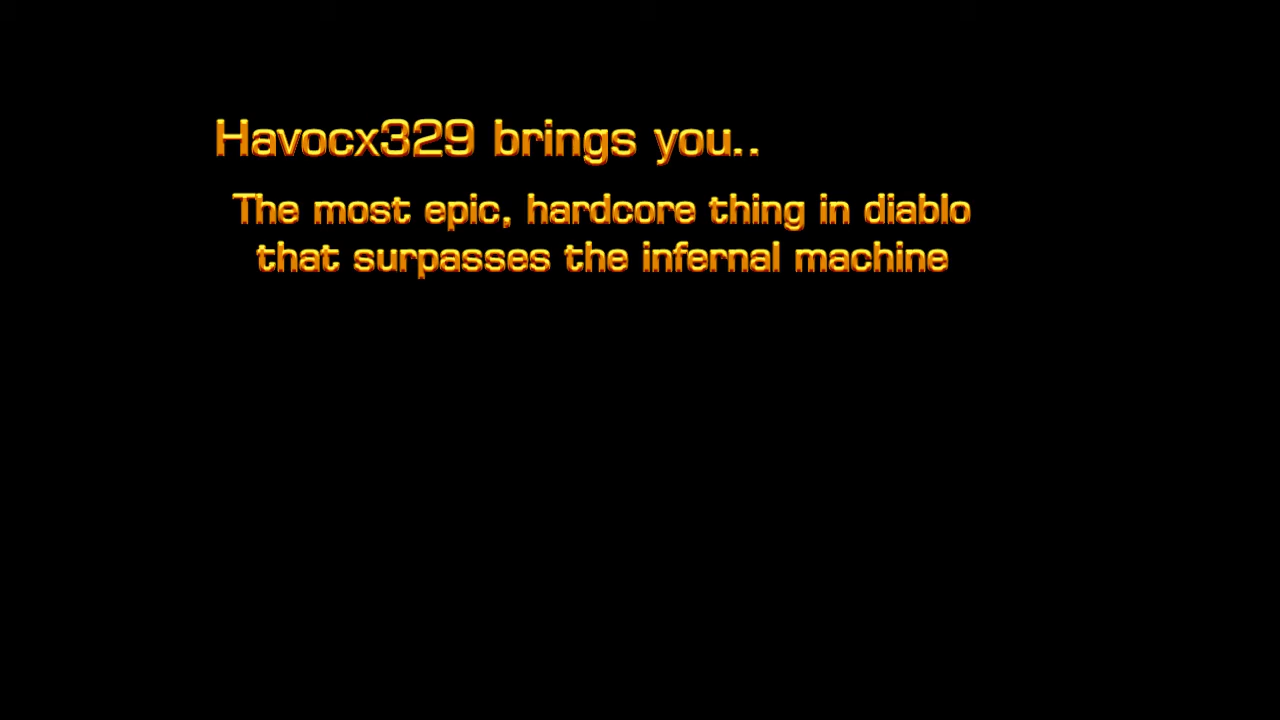 Havocx329 brings you..
The most epic, hardcore thing in diablo
that surpasses the infernal machine